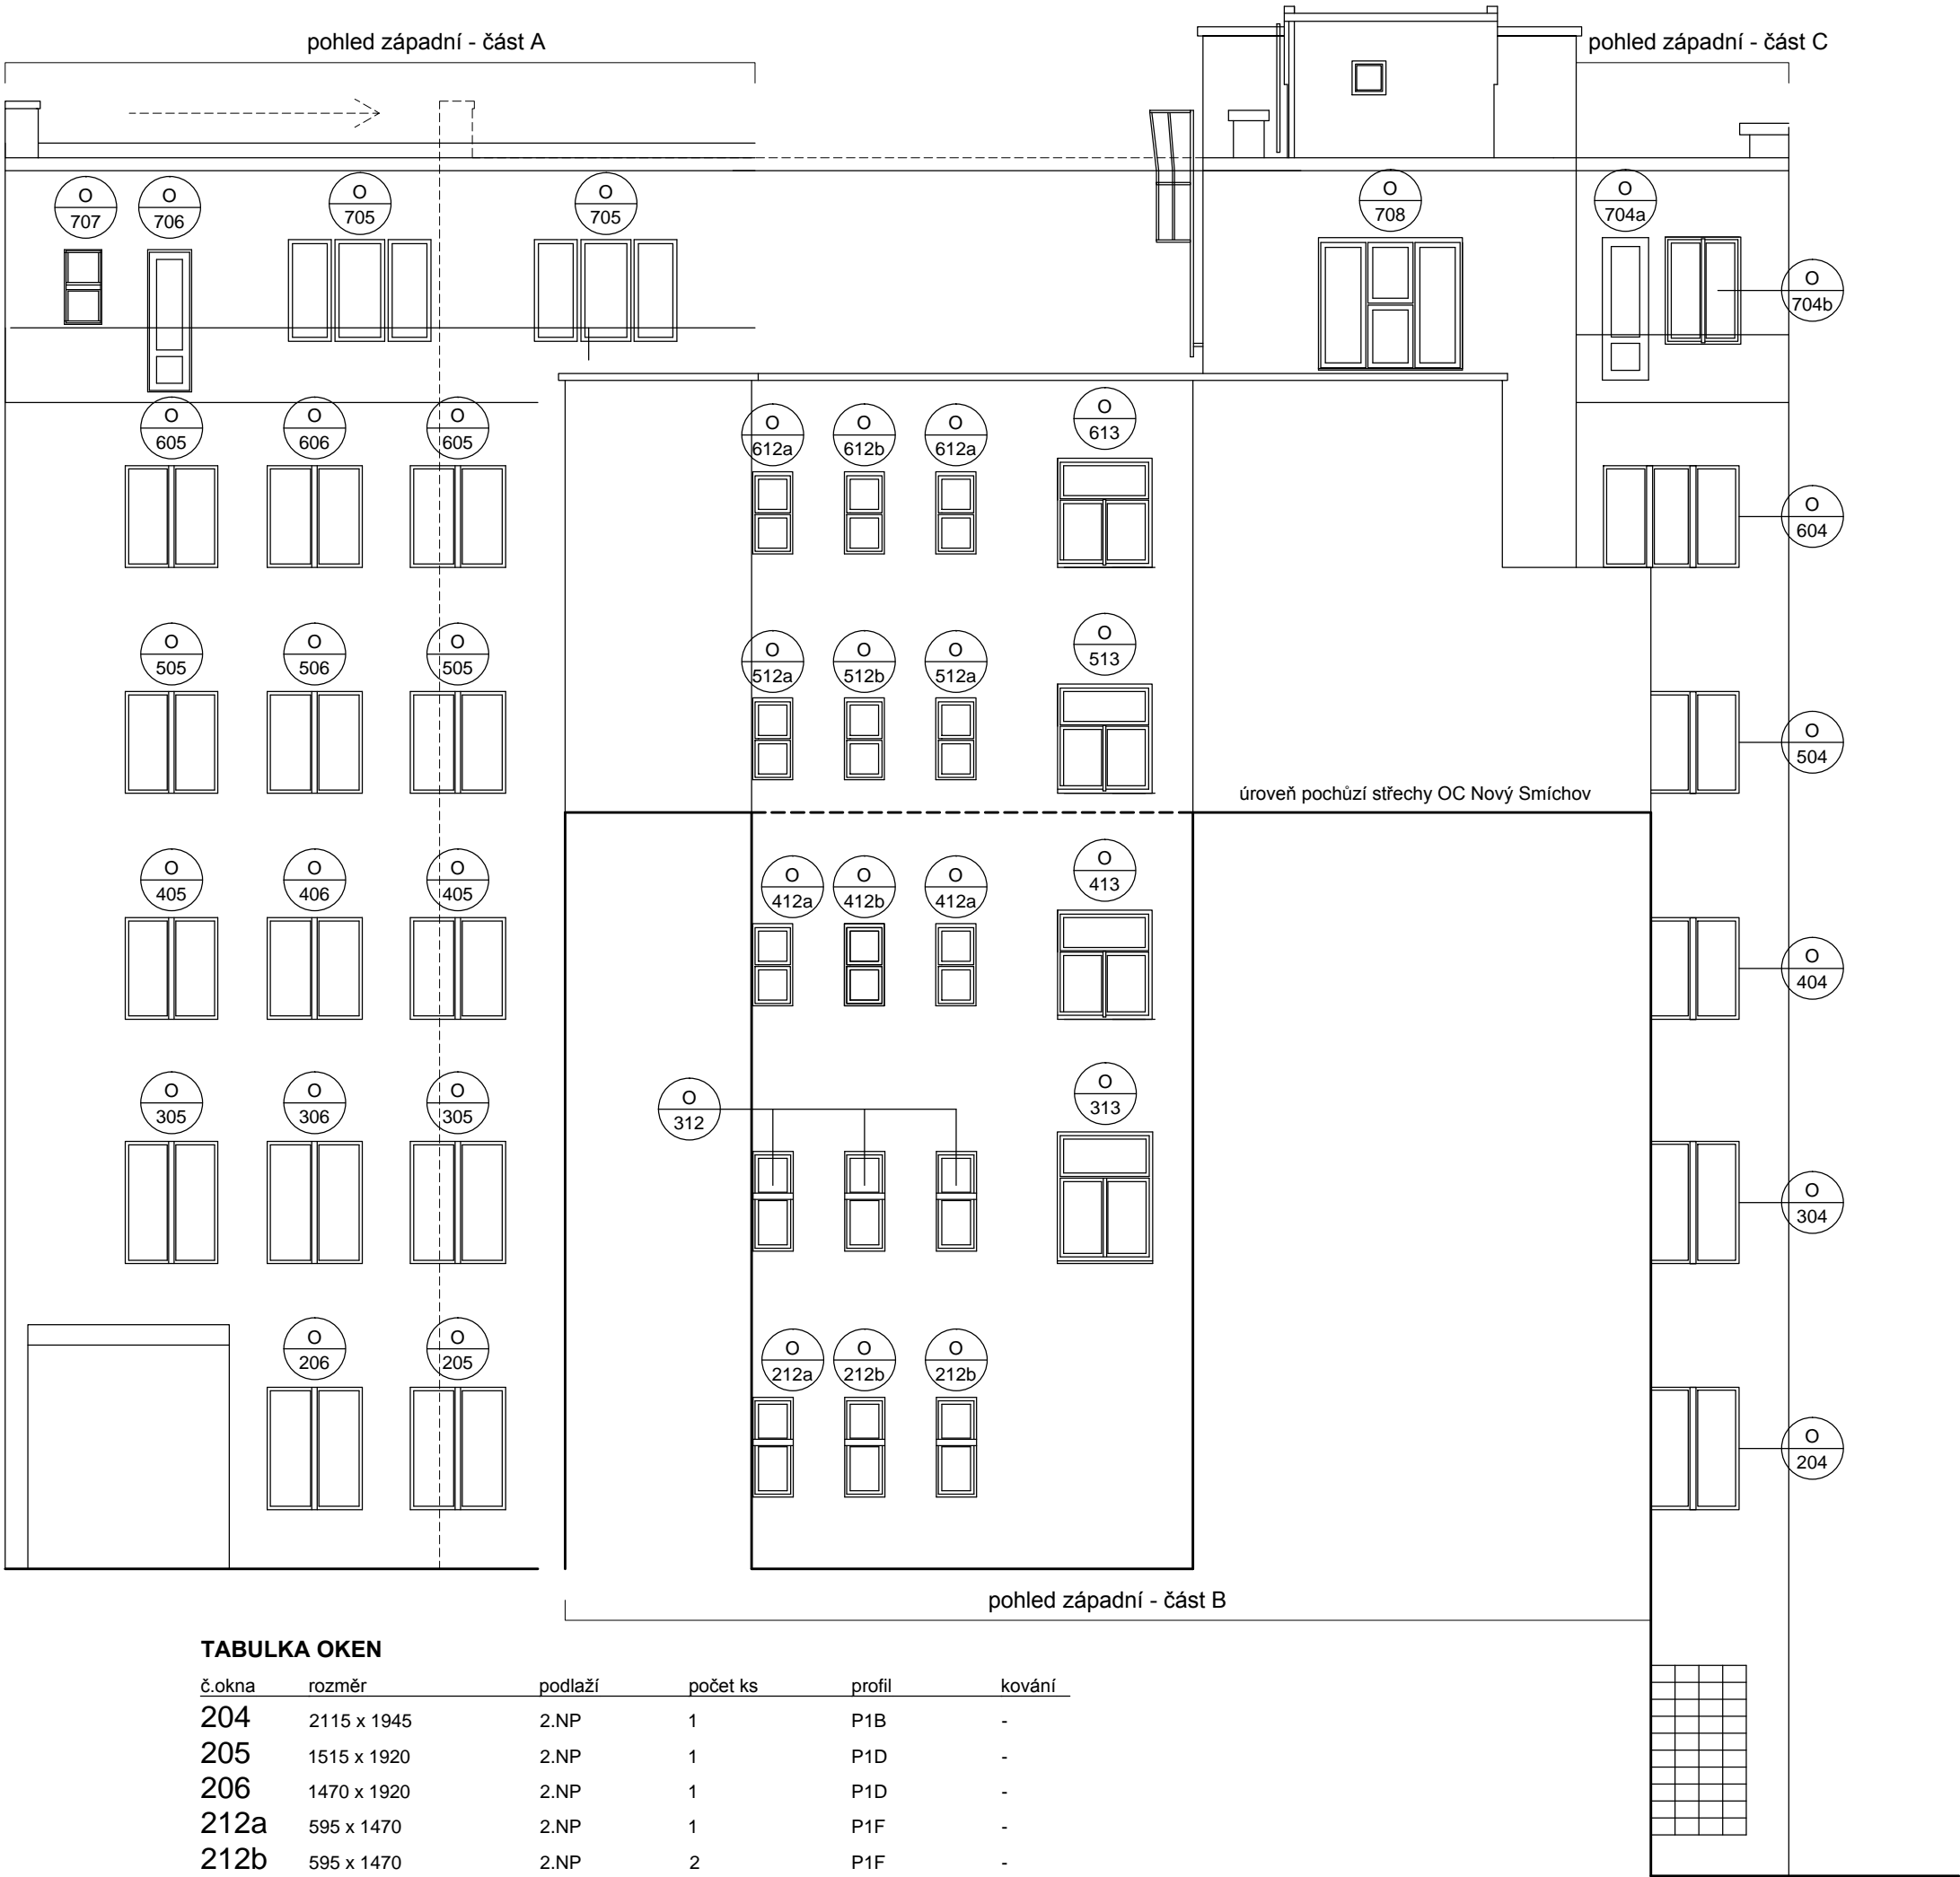 pohled západní - část A
pohled západní - část C
O
707
O
706
O
705
O
705
O
708
O
704a
O
704b
O
605
O
606
O
605
O
612a
O
612b
O
612a
O
613
O
604
O
505
O
506
O
505
O
512a
O
512b
O
512a
O
513
O
504
úroveň pochůzí střechy OC Nový Smíchov
O
405
O
406
O
405
O
412a
O
412b
O
412a
O
413
O
404
O
305
O
306
O
305
O
312
O
313
O
304
O
206
O
205
O
212a
O
212b
O
212b
O
204
pohled západní - část B
TABULKA OKEN
č.okna rozměr podlaží počet ks profil kování
204 2115 x 1945 2.NP 1 P1B -
205 1515 x 1920 2.NP 1 P1D -
206 1470 x 1920 2.NP 1 P1D -
212a 595 x 1470 2.NP 1 P1F -
212b 595 x 1470 2.NP 2 P1F -